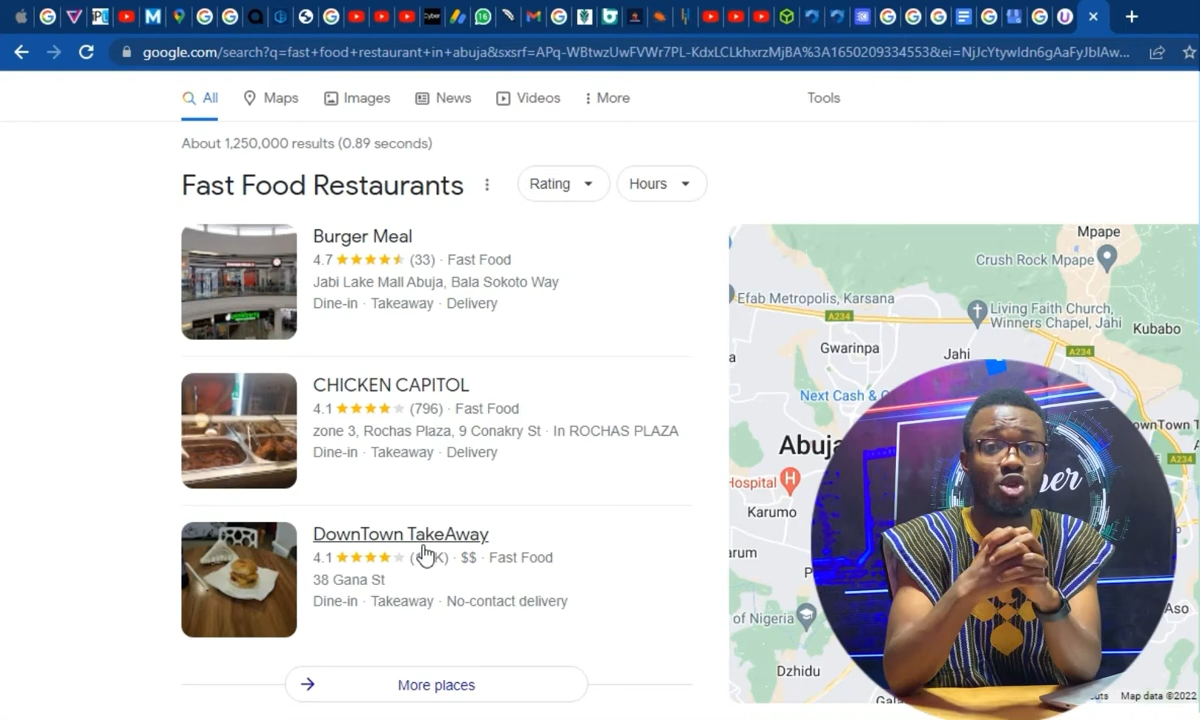 google.com/search?q=fast+food+restaurant+in+abuja&sxsrf=APq-WBtwzUwFVWr7PL-KdxLCLkhxrzMjBA%3A1650209334553&ei=NjJcYtywIdn6gAaFyJbIAw...
All
Maps
Images
News
Videos
More
Tools
About 1,250,000 results (0.89 seconds)
Fast Food Restaurants
Rating
Hours
Burger Meal
4.7 (33) · Fast Food
Jabi Lake Mall Abuja, Bala Sokoto Way
Dine-in · Takeaway · Delivery
CHICKEN CAPITOL
4.1 (796) · Fast Food
zone 3, Rochas Plaza, 9 Conakry St · In ROCHAS PLAZA
Dine-in · Takeaway · Delivery
DownTown TakeAway
4.1 · $$ · Fast Food
38 Gana St
Dine-in · Takeaway · No-contact delivery
More places
Mpape
Crush Rock Mpape
Efab Metropolis, Karsana
A234
Living Faith Church,
Winners Chapel, Jahi
Kubabo
Gwarinpa
Jahi
A234
Next Cash &
Abuja
A234
Hospital
Karumo
of Nigeria
Aso
Dzhidu
Map data ©2022